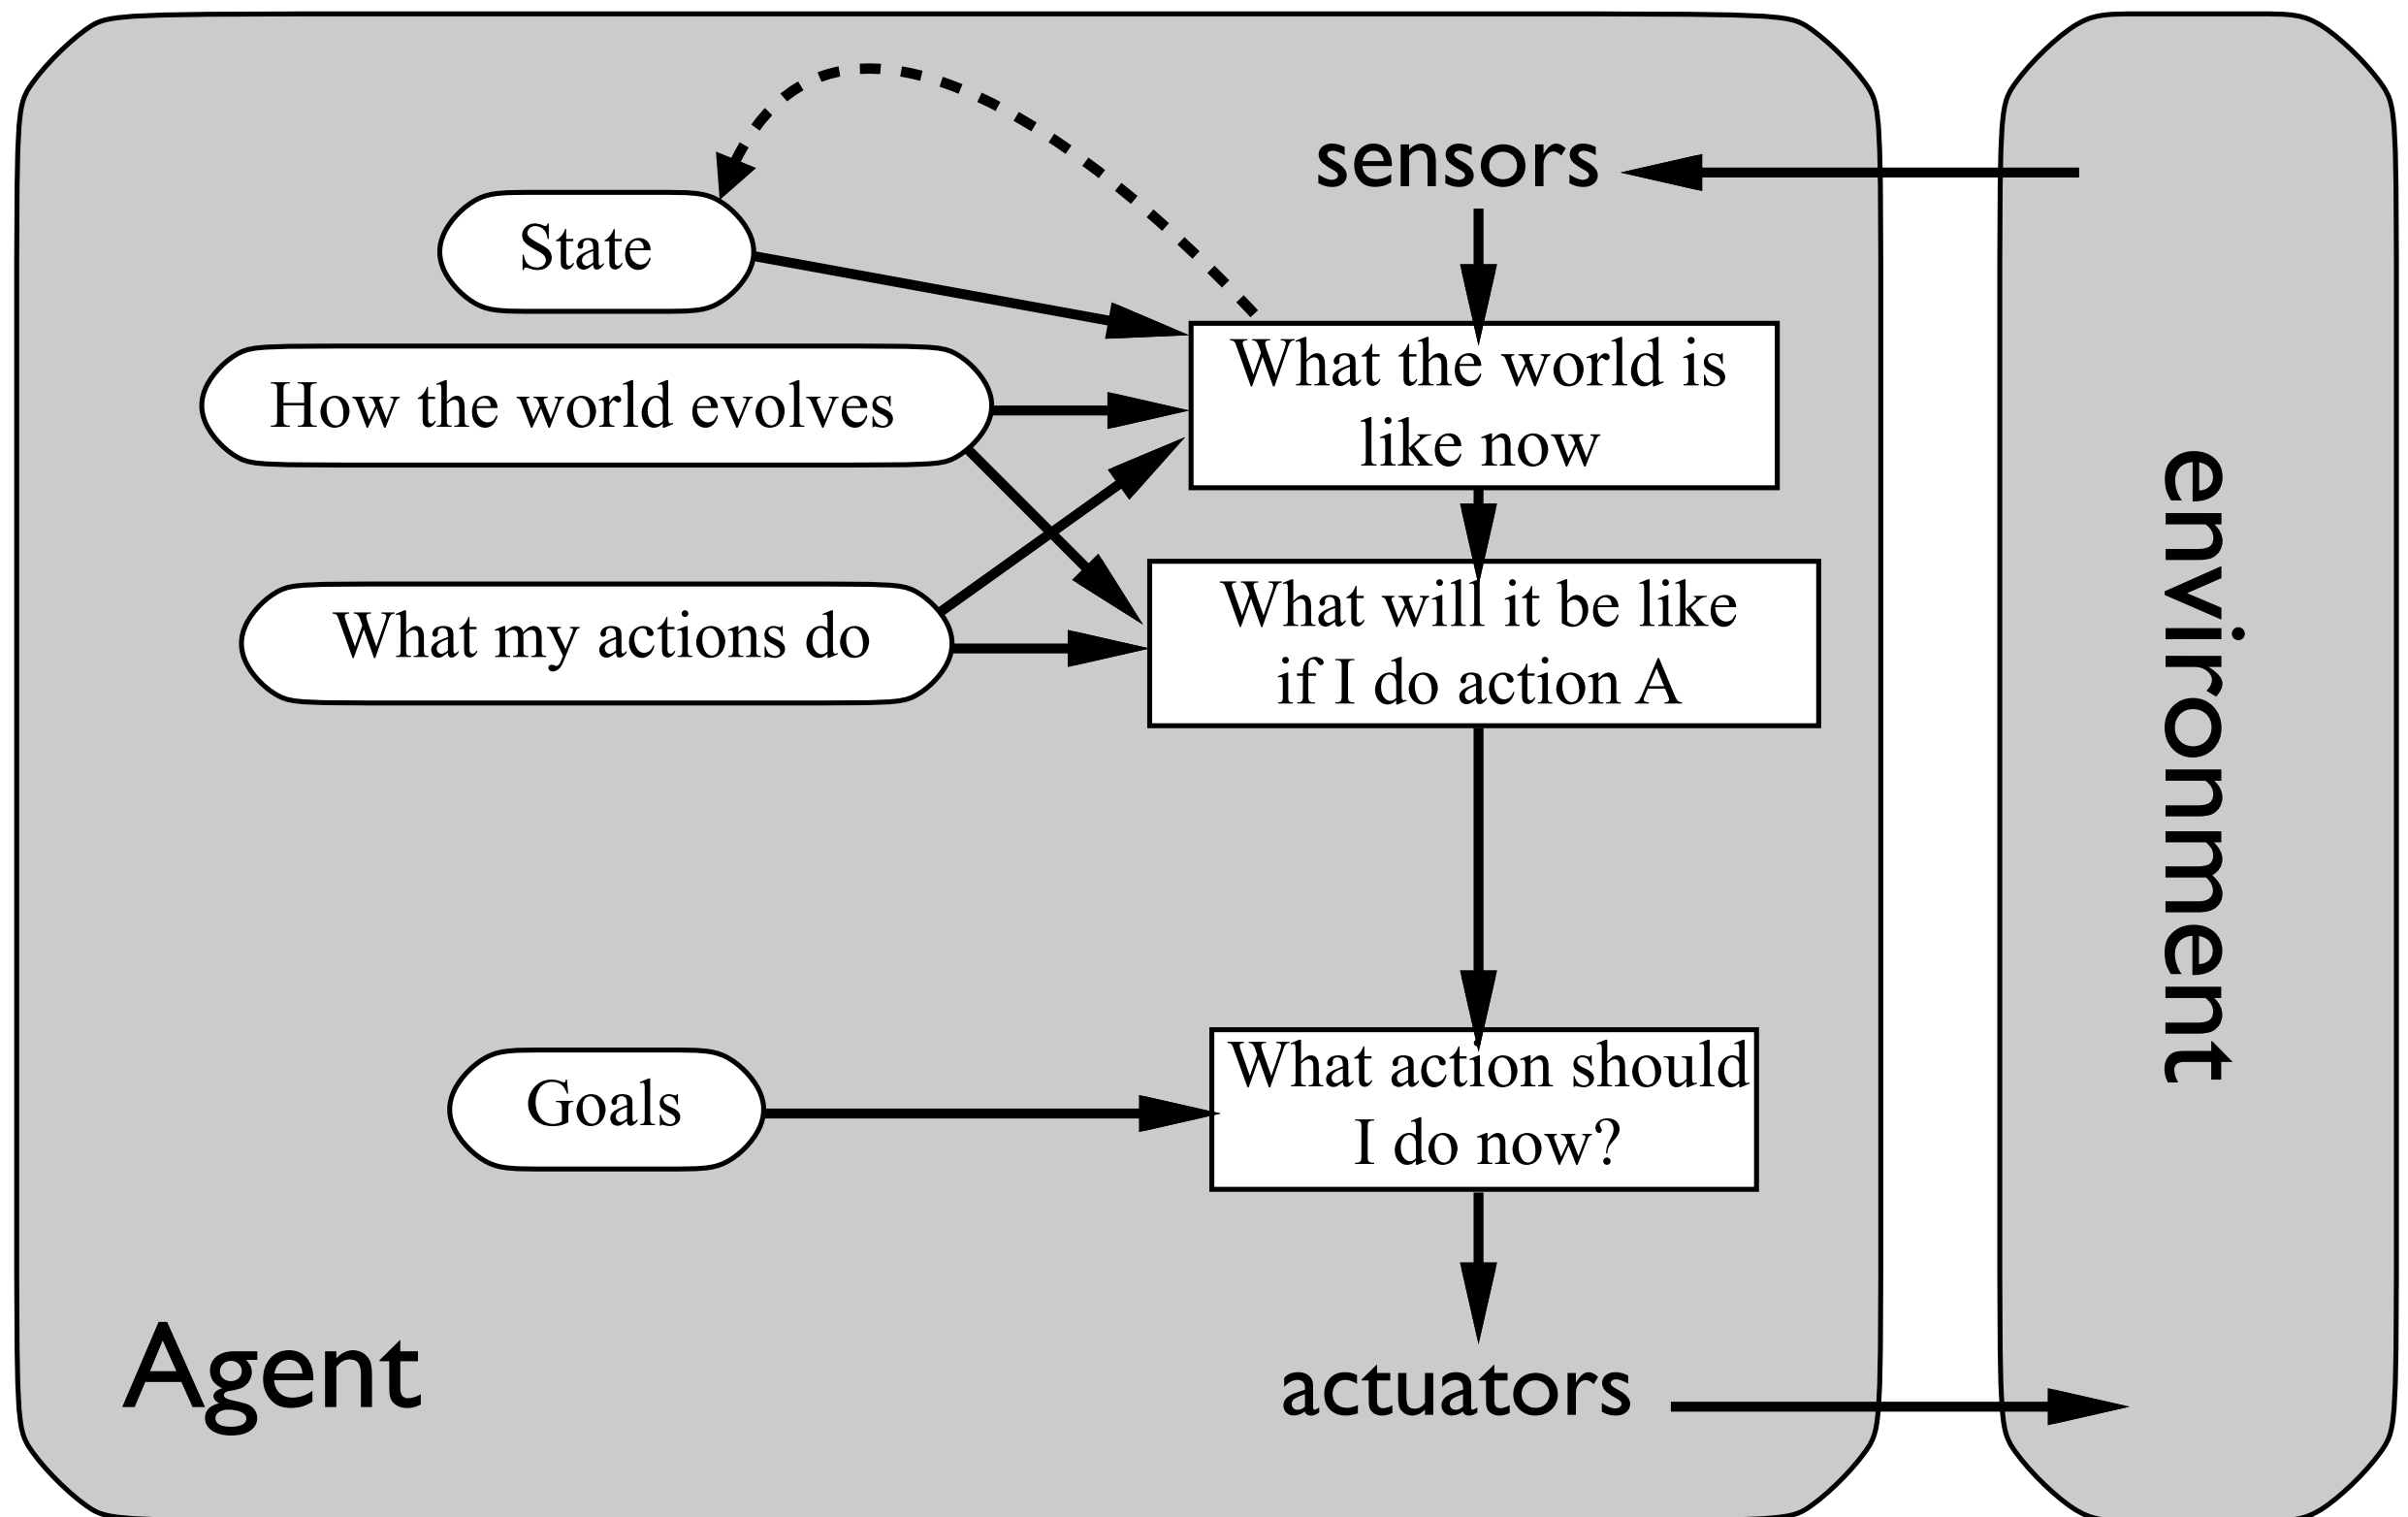 sensors
State
What the world is
like now
How the world evolves
What will it be like
if I do action A
What my actions do
environment
Goals
What action should
I do now?
Agent
actuators